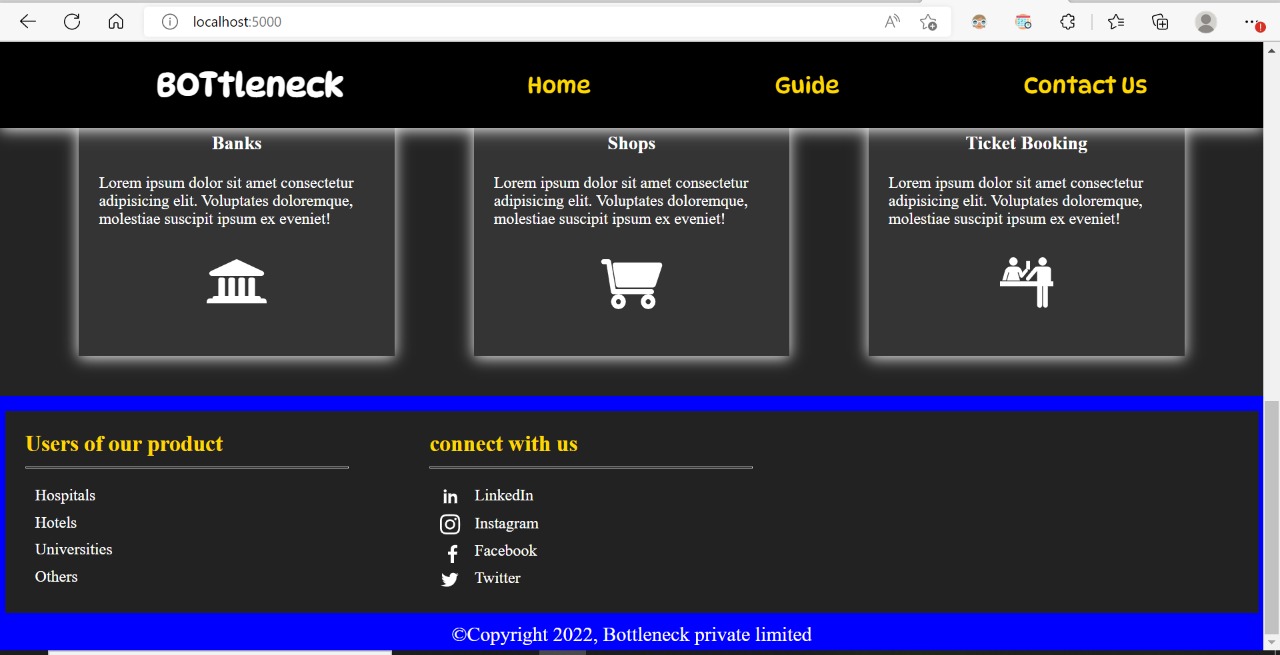 localhost:5000
BOTtleneck
Home
Guide
Contact Us
Banks
Lorem ipsum dolor sit amet consectetur
adipisicing elit. Voluptates doloremque,
molestiae suscipit ipsum ex eveniet!
Shops
Lorem ipsum dolor sit amet consectetur
adipisicing elit. Voluptates doloremque,
molestiae suscipit ipsum ex eveniet!
Ticket Booking
Lorem ipsum dolor sit amet consectetur
adipisicing elit. Voluptates doloremque,
molestiae suscipit ipsum ex eveniet!
Users of our product
Hospitals
Hotels
Universities
Others
connect with us
LinkedIn
Instagram
Facebook
Twitter
©Copyright 2022, Bottleneck private limited